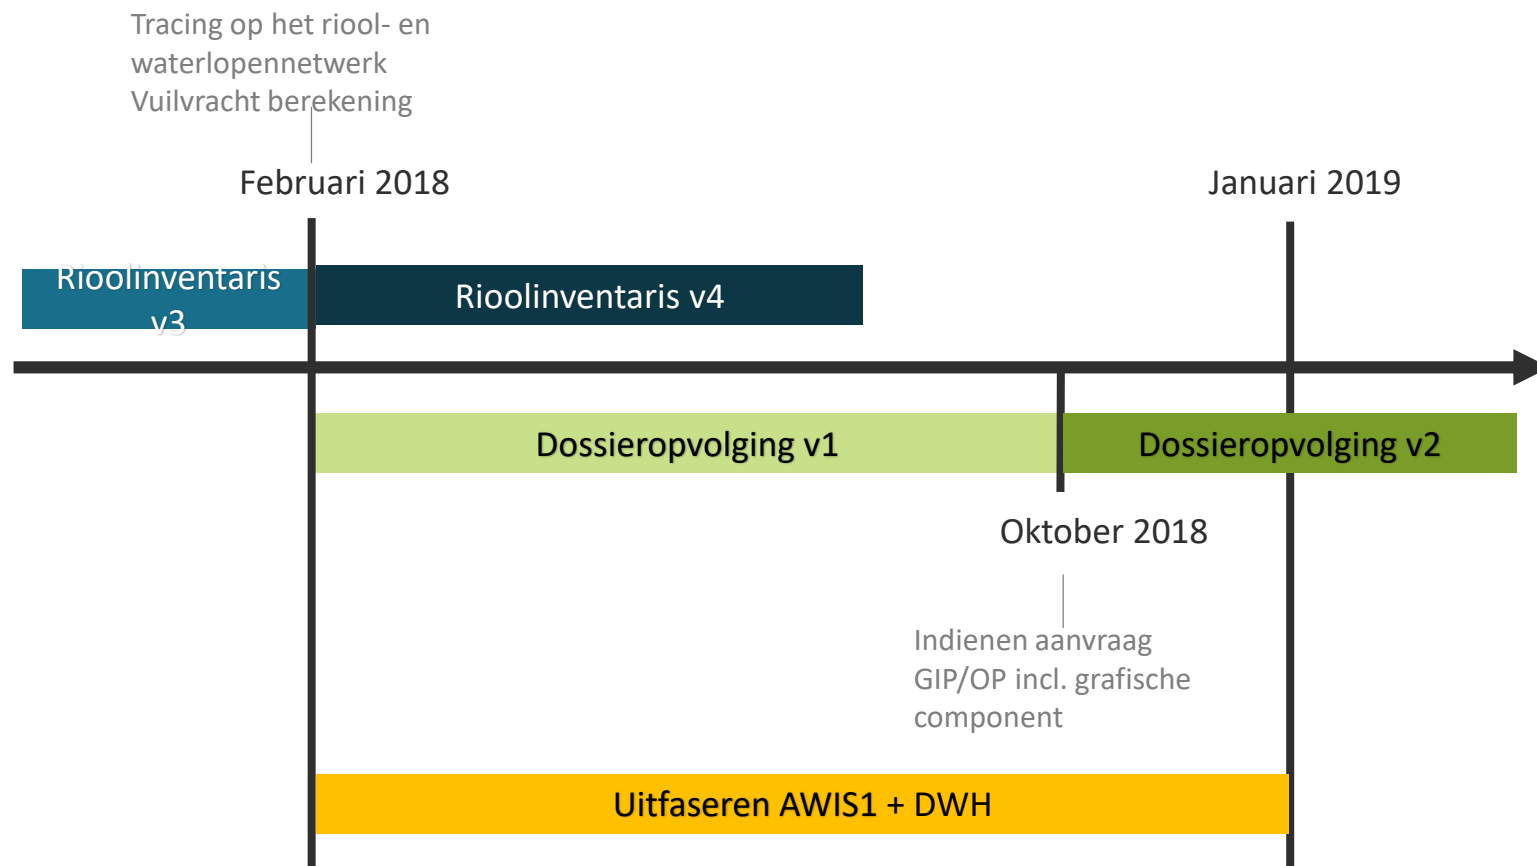 Tracing op het riool- en
waterlopennetwerk
Vuilvracht berekening
Februari 2018
Januari 2019
Rioolinventaris
v3
Rioolinventaris v4
Dossieropvolging v1
Dossieropvolging v2
Oktober 2018
Indienen aanvraag
GIP/OP incl. grafische
component
Uitfaseren AWIS1 + DWH